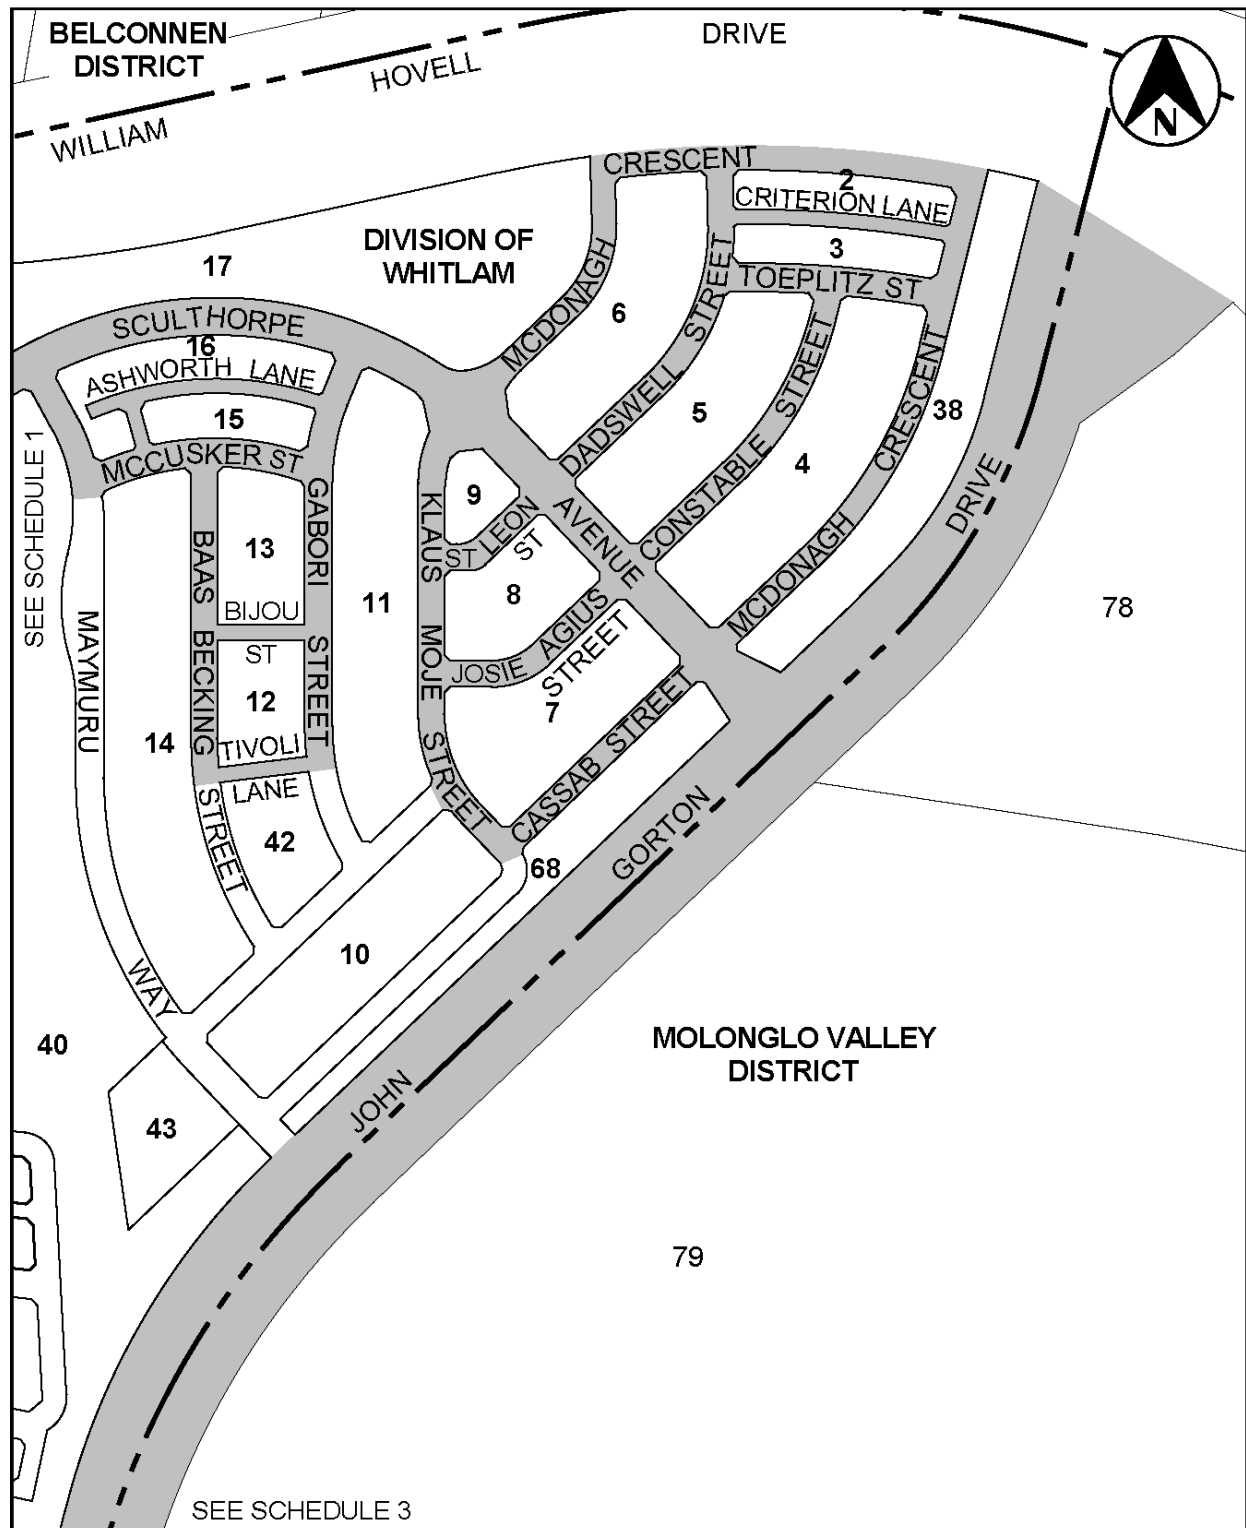 BELCONNEN
DISTRICT
WILLIAM
HOVELL
DRIVE
N
CRESCENT
2
CRITERION LANE
3
TOEPLITZ ST
DIVISION OF
WHITLAM
17
SCULTHORPE
16
ASHWORTH LANE
15
MCCUSKER ST
MCDONAGH
6
DADSWELL STREET
5
CONSTABLE STREET
4
MCDONAGH CRESCENT
38
SEE SCHEDULE 1
MAYMURU
WAY
14
BAAS BECKING
STREET
13
BIJOU
ST
12
TIVOLI
LANE
42
GABORI STREET
11
KLAUS MOJE STREET
9
ST LEON
ST
AVENUE
8
JOSIE AGIUS
STREET
7
CASSAB STREET
68
10
40
43
JOHN
GORTON
DRIVE
78
MOLONGLO VALLEY
DISTRICT
79
SEE SCHEDULE 3